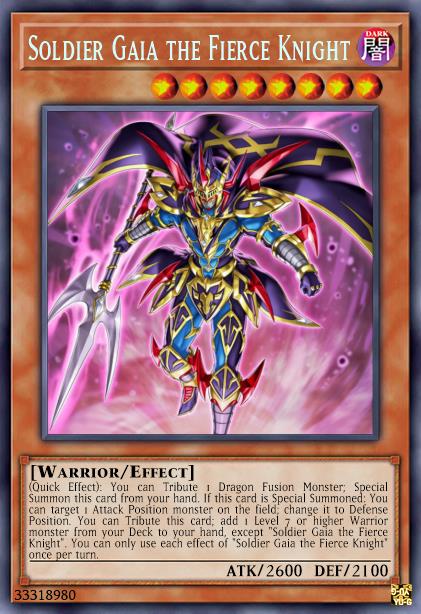 SOLDIER GAIA THE FIERCE KNIGHT
DARK
闇
[WARRIOR/EFFECT]
(Quick Effect): You can Tribute 1 Dragon Fusion Monster; Special
Summon this card from your hand. If this card is Special Summoned: You
can target 1 Attack Position monster on the field; change it to Defense
Position. You can Tribute this card; add 1 Level 7 or higher Warrior
monster from your Deck to your hand, except "Soldier Gaia the Fierce
Knight". You can only use each effect of "Soldier Gaia the Fierce Knight"
once per turn.
ATK/2600 DEF/2100
33318980